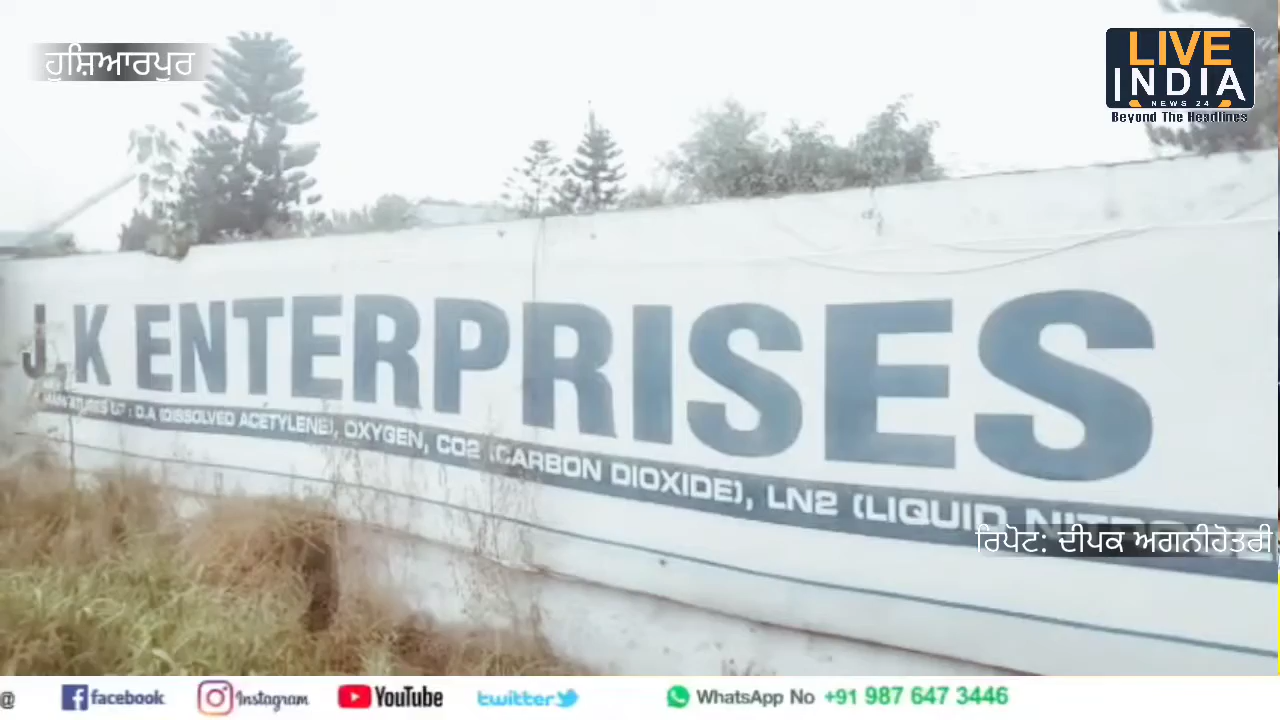 ਹੁਸ਼ਿਆਰਪੁਰ
LIVE
INDIA
NEWS 24
Beyond The Headlines
J K ENTERPRISES
: D.A (DISSOLVED ACETYLENE), OXYGEN, CO2 (CARBON DIOXIDE), LN2 (LIQUID
ਰਿਪੋਟ: ਦੀਪਕ ਅਗਨੀਹੋਤਰੀ
@ facebook Instagram YouTube twitter WhatsApp No +91 987 647 3446